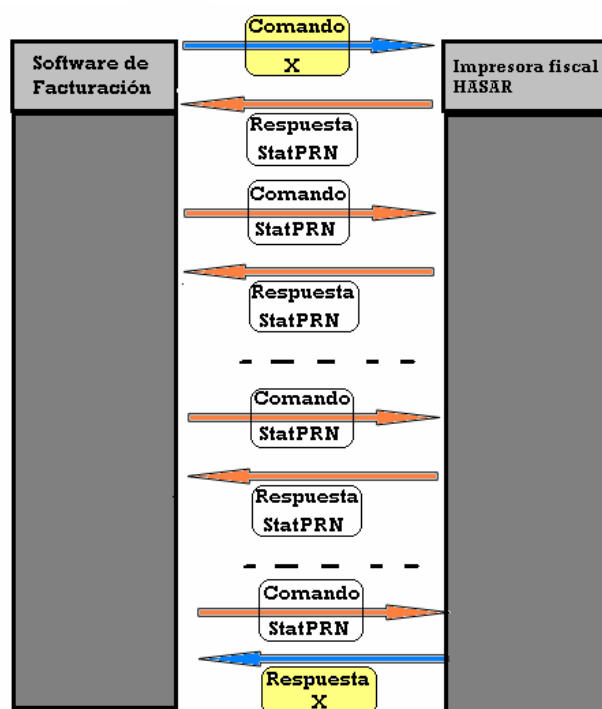 Comando
X
Software de
Facturación
Impresora fiscal
HASAR
Respuesta
StatPRN
Comando
StatPRN
Respuesta
StatPRN
Comando
StatPRN
Respuesta
StatPRN
Comando
StatPRN
Respuesta
X